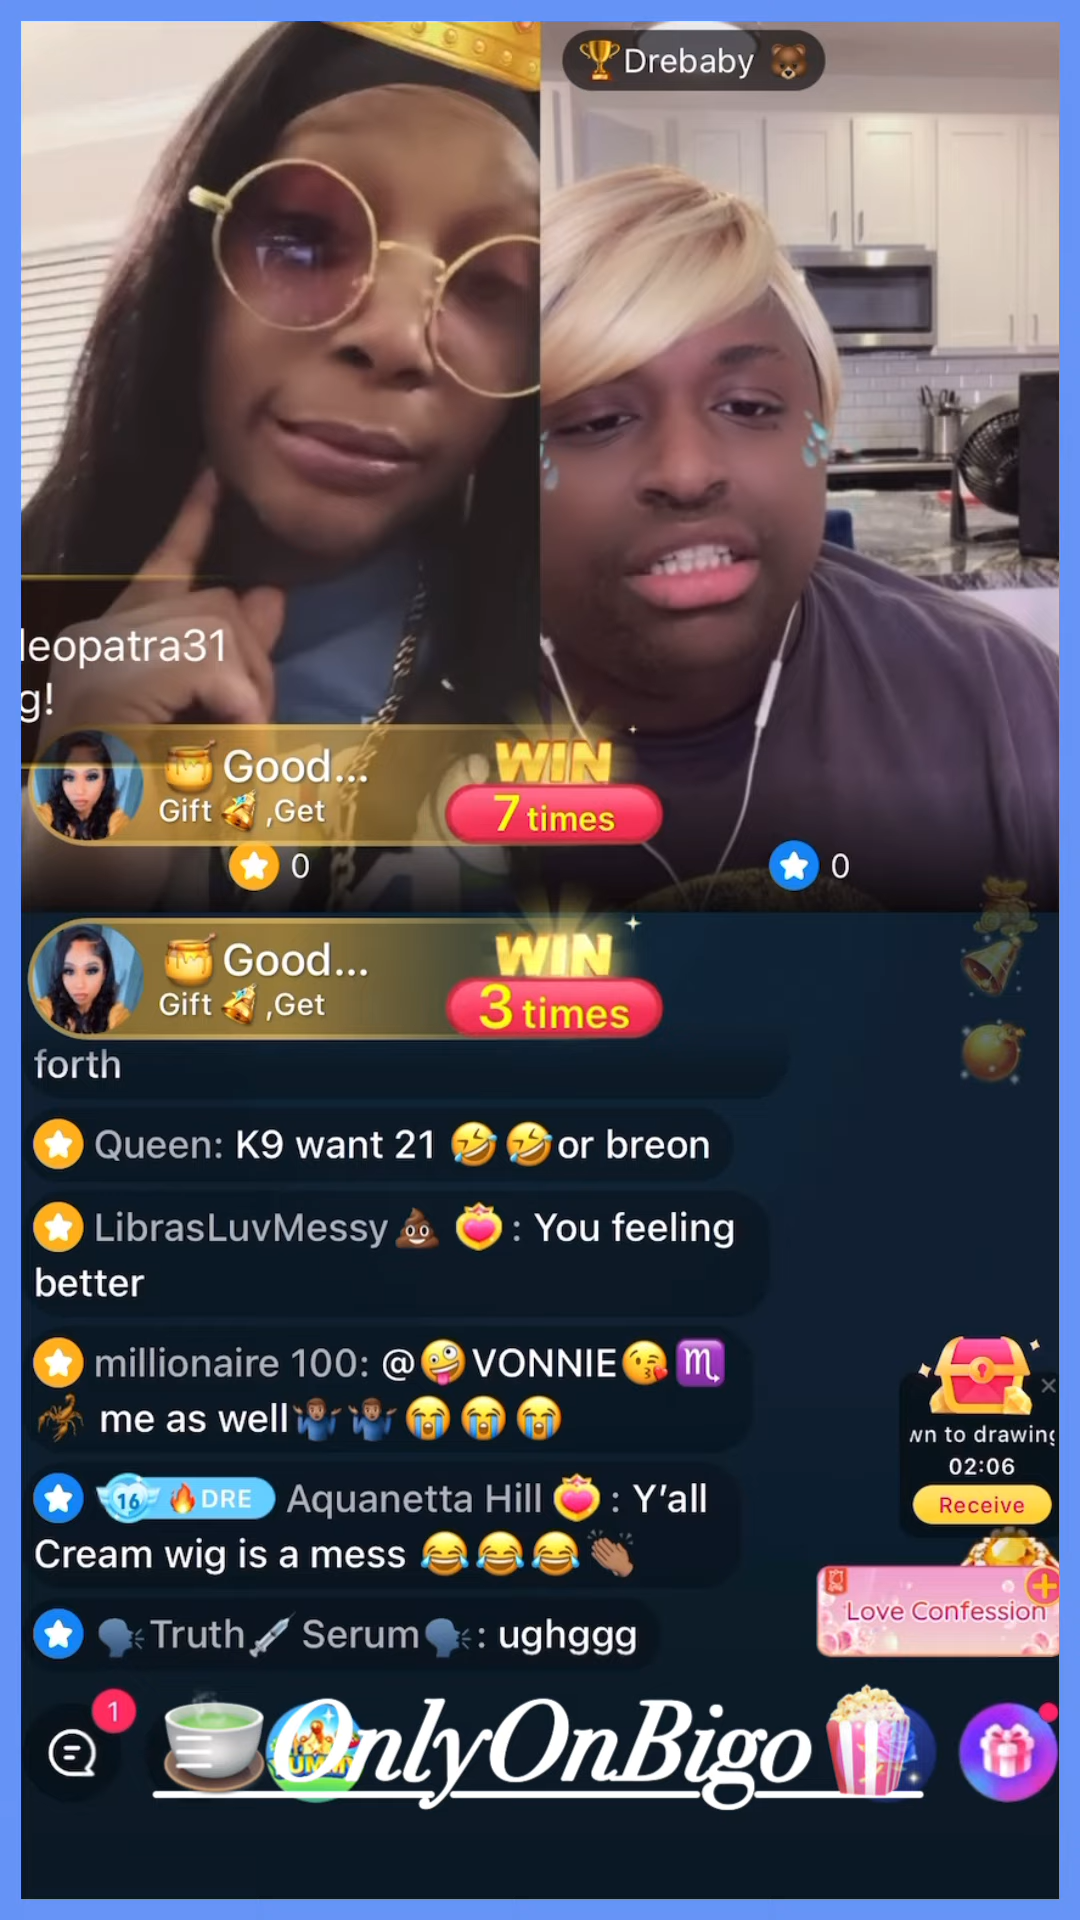 🏆Drebaby 🐻
leopatra31
g!
🍯Good...
Gift 🔔,Get
WIN
7 times
0
0
🍯Good...
Gift 🔔,Get
WIN
3 times
forth
Queen: K9 want 21 🤣🤣or breon
LibrasLuvMessy💩 💗: You feeling
better
millionaire 100: @🤪VONNIE😘♏
🦂 me as well🤷🏽‍♂️🤷🏽‍♂️😭😭😭
16 🔥DRE Aquanetta Hill 💗: Y'all
Cream wig is a mess 😂😂😂👏🏽
🗣️Truth💉Serum🗣️: ughggg
wn to drawing
02:06
Receive
Love Confession
1
🍵OnlyOnBigo🍿